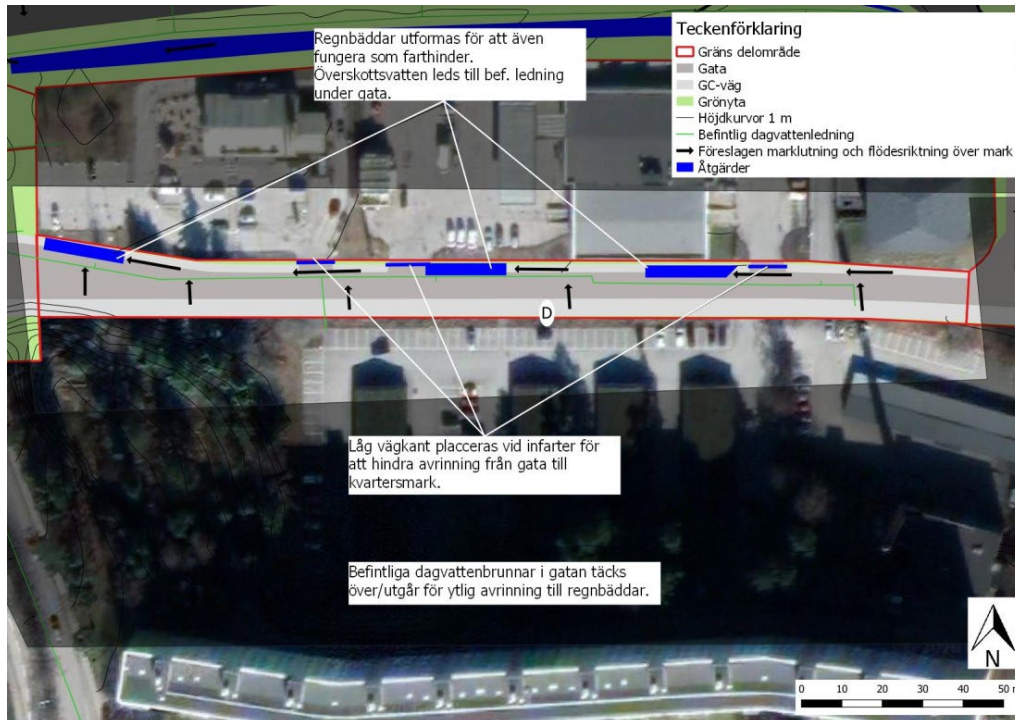 Regnbäddar utformas för att även
fungera som farthinder.
Överskottsvatten leds till bef. ledning
under gata.
Teckenförklaring
Gräns delområde
Gata
GC-väg
Grönyta
Höjdkurvor 1 m
Befintlig dagvattenledning
Föreslagen marklutning och flödesriktning över mark
Åtgärder
D
Låg vägkant placceras vid infarter för
att hindra avrinning från gata till
kvartersmark.
Befintliga dagvattenbrunnar i gatan täcks
över/utgår för ytlig avrinning till regnbäddar.
N
0 10 20 30 40 50 m